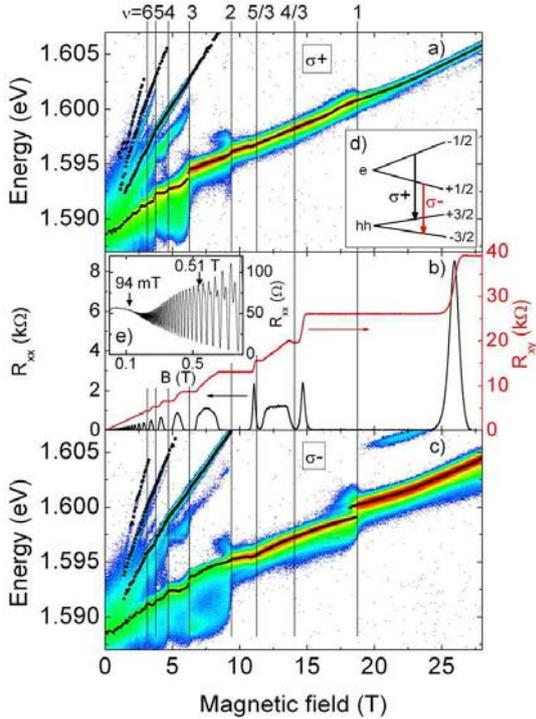 ν=6 5 4 3 2 5/3 4/3 1
1.605
1.600
1.595
1.590
Energy (eV)
σ+
a)
d)
-1/2
e
+1/2
σ+
σ-
+3/2
hh
-3/2
8
6
4
2
0
Rxx (kΩ)
94 mT
0.51 T
100
50
0
Rxx (Ω)
e)
0.1
0.5
B (T)
b)
40
30
20
10
0
Rxy (kΩ)
1.605
1.600
1.595
1.590
Energy (eV)
σ-
c)
0 5 10 15 20 25
Magnetic field (T)